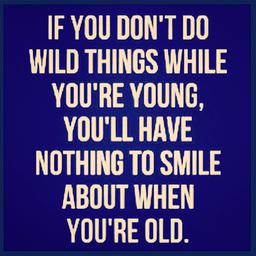 IF YOU DON'T DO
WILD THINGS WHILE
YOU'RE YOUNG,
YOU'LL HAVE
NOTHING TO SMILE
ABOUT WHEN
YOU'RE OLD.